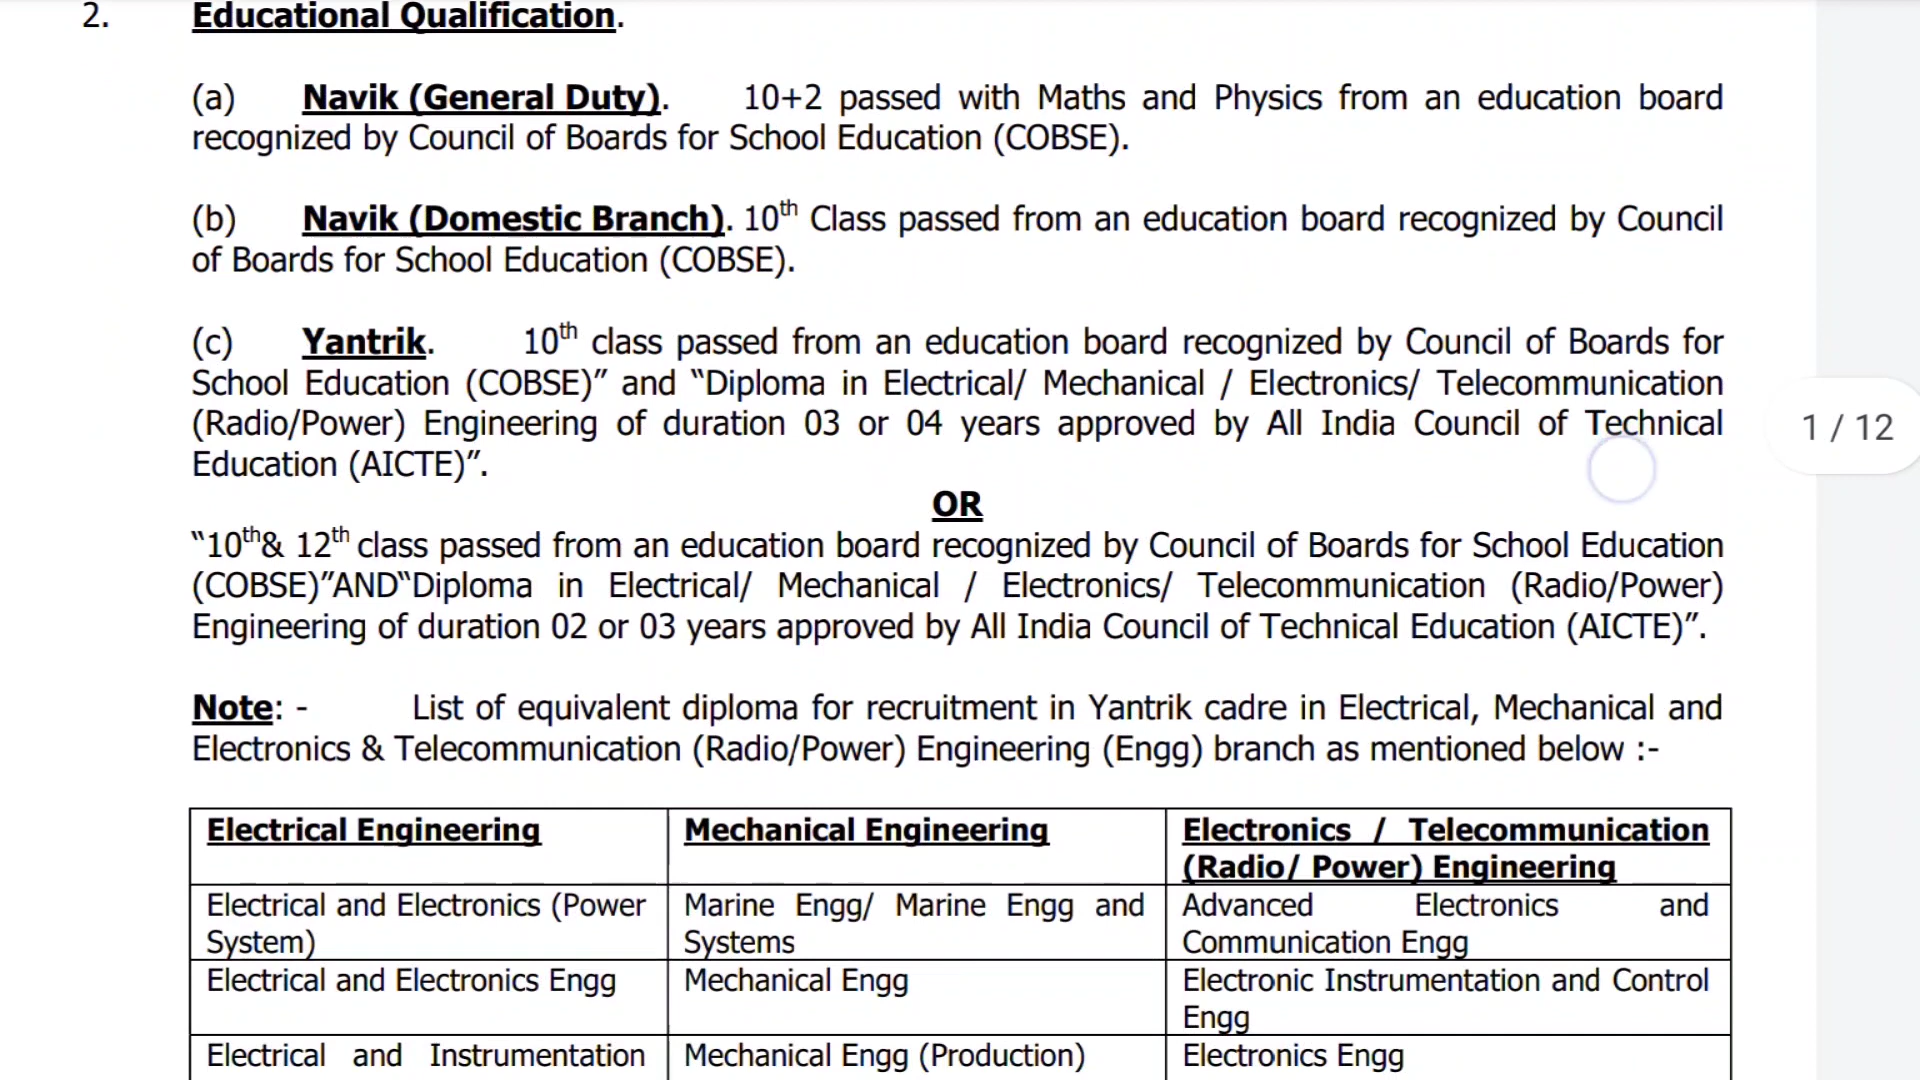 2. Educational Qualification.
(a) Navik (General Duty). 10+2 passed with Maths and Physics from an education board
recognized by Council of Boards for School Education (COBSE).
(b) Navik (Domestic Branch). 10th Class passed from an education board recognized by Council
of Boards for School Education (COBSE).
(c) Yantrik. 10th class passed from an education board recognized by Council of Boards for
School Education (COBSE)” and “Diploma in Electrical/ Mechanical / Electronics/ Telecommunication
(Radio/Power) Engineering of duration 03 or 04 years approved by All India Council of Technical
Education (AICTE)”.
1 / 12
OR
“10th& 12th class passed from an education board recognized by Council of Boards for School Education
(COBSE)”AND“Diploma in Electrical/ Mechanical / Electronics/ Telecommunication (Radio/Power)
Engineering of duration 02 or 03 years approved by All India Council of Technical Education (AICTE)”.
Note: - List of equivalent diploma for recruitment in Yantrik cadre in Electrical, Mechanical and
Electronics & Telecommunication (Radio/Power) Engineering (Engg) branch as mentioned below :-
Electrical Engineering
Mechanical Engineering
Electronics / Telecommunication
(Radio/ Power) Engineering
Electrical and Electronics (Power
System)
Marine Engg/ Marine Engg and
Systems
Advanced Electronics and
Communication Engg
Electrical and Electronics Engg
Mechanical Engg
Electronic Instrumentation and Control
Engg
Electrical and Instrumentation
Mechanical Engg (Production)
Electronics Engg